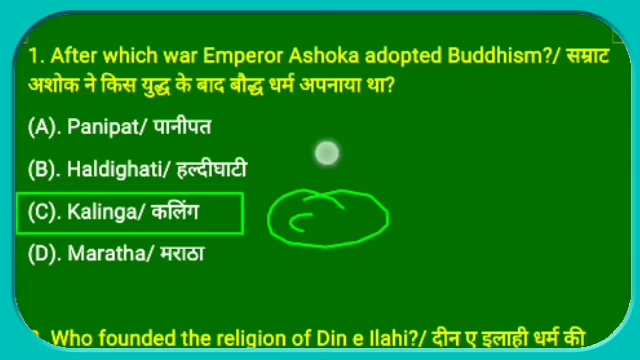 1. After which war Emperor Ashoka adopted Buddhism?/ सम्राट
अशोक ने किस युद्ध के बाद बौद्ध धर्म अपनाया था?
(A). Panipat/ पानीपत
(B). Haldighati/ हल्दीघाटी
(C). Kalinga/ कलिंग
C
(D). Maratha/ मराठा
Who founded the religion of Din e Ilahi?/ दीन ए इलाही धर्म की